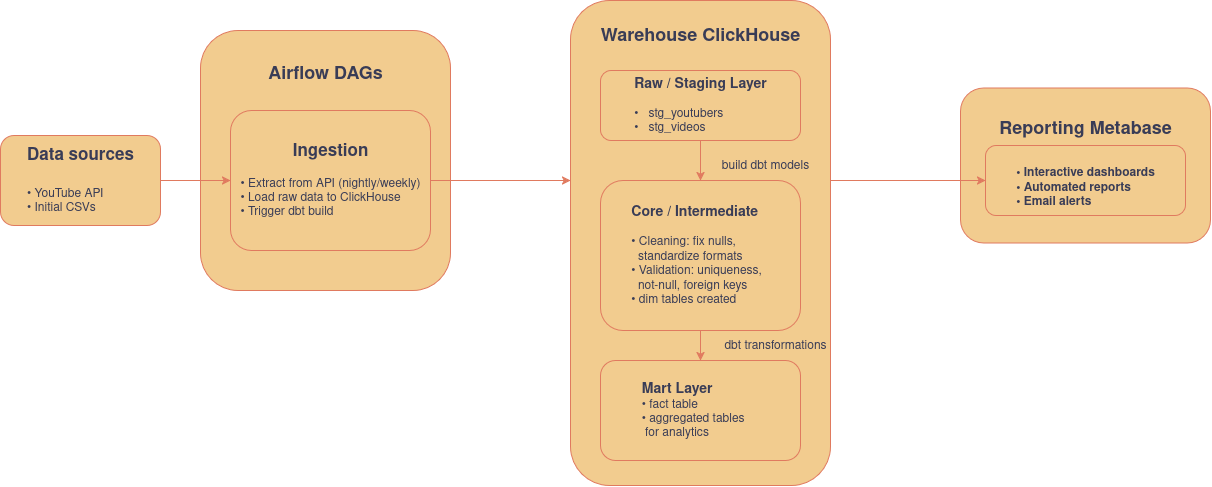 Data sources
• YouTube API
• Initial CSVs
Airflow DAGs
Ingestion
• Extract from API (nightly/weekly)
• Load raw data to ClickHouse
• Trigger dbt build
Warehouse ClickHouse
Raw / Staging Layer
• stg_youtubers
• stg_videos
build dbt models
Core / Intermediate
• Cleaning: fix nulls,
standardize formats
• Validation: uniqueness,
not-null, foreign keys
• dim tables created
dbt transformations
Mart Layer
• fact table
• aggregated tables
for analytics
Reporting Metabase
• Interactive dashboards
• Automated reports
• Email alerts